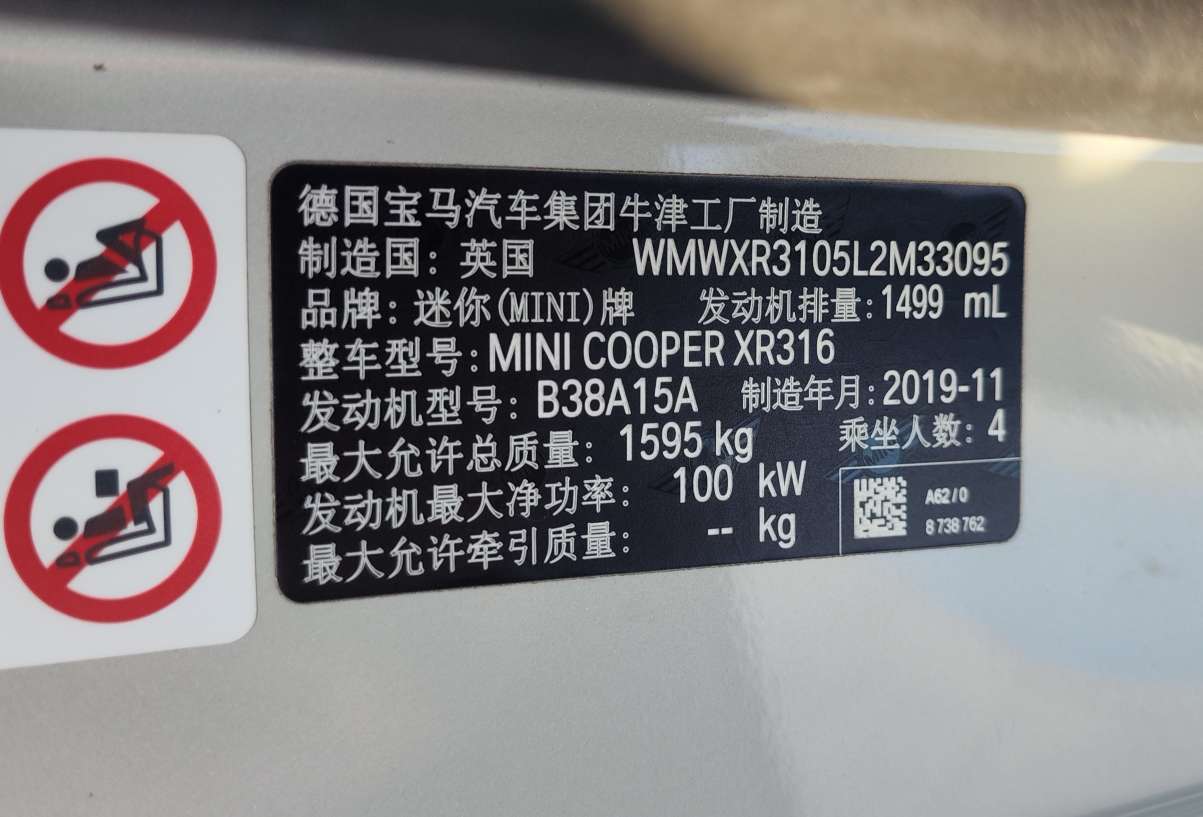 德国宝马汽车集团牛津工厂制造
制造国：英国 WMWXR3105L2M33095
品牌：迷你(MINI)牌 发动机排量：1499 mL
整车型号：MINI COOPER XR316
发动机型号：B38A15A 制造年月：2019-11
最大允许总质量：1595 kg 乘坐人数：4
发动机最大净功率：100 kW
最大允许牵引质量：-- kg
A62/0
8 738 762